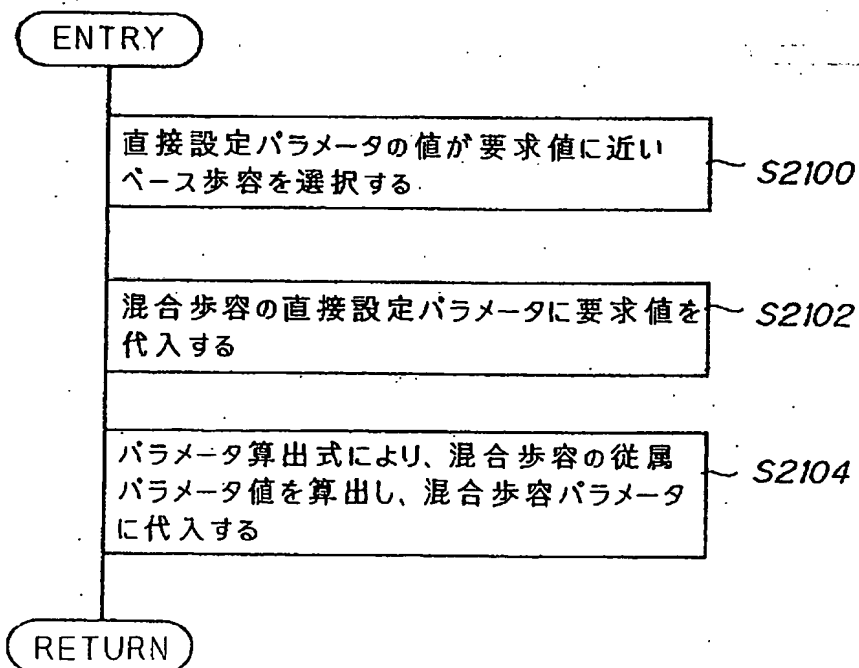 ENTRY
直接設定パラメータの値が要求値に近い
ベース歩容を選択する
S2100
混合歩容の直接設定パラメータに要求値を
代入する
S2102
パラメータ算出式により、混合歩容の従属
パラメータ値を算出し、混合歩容パラメータ
に代入する
S2104
RETURN